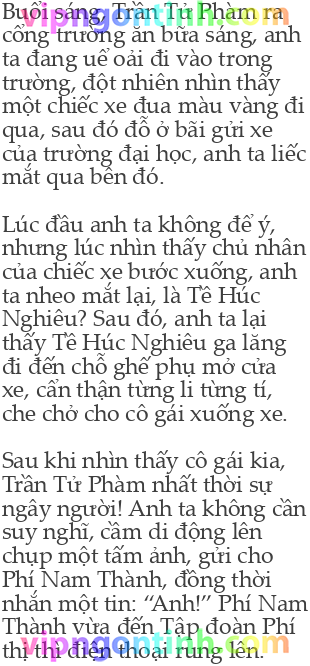 Buổi sáng, Trần Tử Phàm ra
cổng trường ăn bữa sáng, anh
ta đang uể oải đi vào trong
trường, đột nhiên nhìn thấy
một chiếc xe đua màu vàng đi
qua, sau đó đỗ ở bãi gửi xe
của trường đại học, anh ta liếc
mắt qua bên đó.
Lúc đầu anh ta không để ý,
nhưng lúc nhìn thấy chủ nhân
của chiếc xe bước xuống, anh
ta nheo mắt lại, là Tề Húc
Nghiêu? Sau đó, anh ta lại
thấy Tề Húc Nghiêu ga lăng
đi đến chỗ ghế phụ mở cửa
xe, cẩn thận từng li từng tí,
che chở cho cô gái xuống xe.
Sau khi nhìn thấy cô gái kia,
Trần Tử Phàm nhất thời sự
ngây người! Anh ta không cần
suy nghĩ, cầm di động lên
chụp một tấm ảnh, gửi cho
Phí Nam Thành, đồng thời
nhắn một tin: “Anh!” Phí Nam
Thành vừa đến Tập đoàn Phí
thị thì điện thoại rung lên.
vipngontinh.com
vipngontinh.com